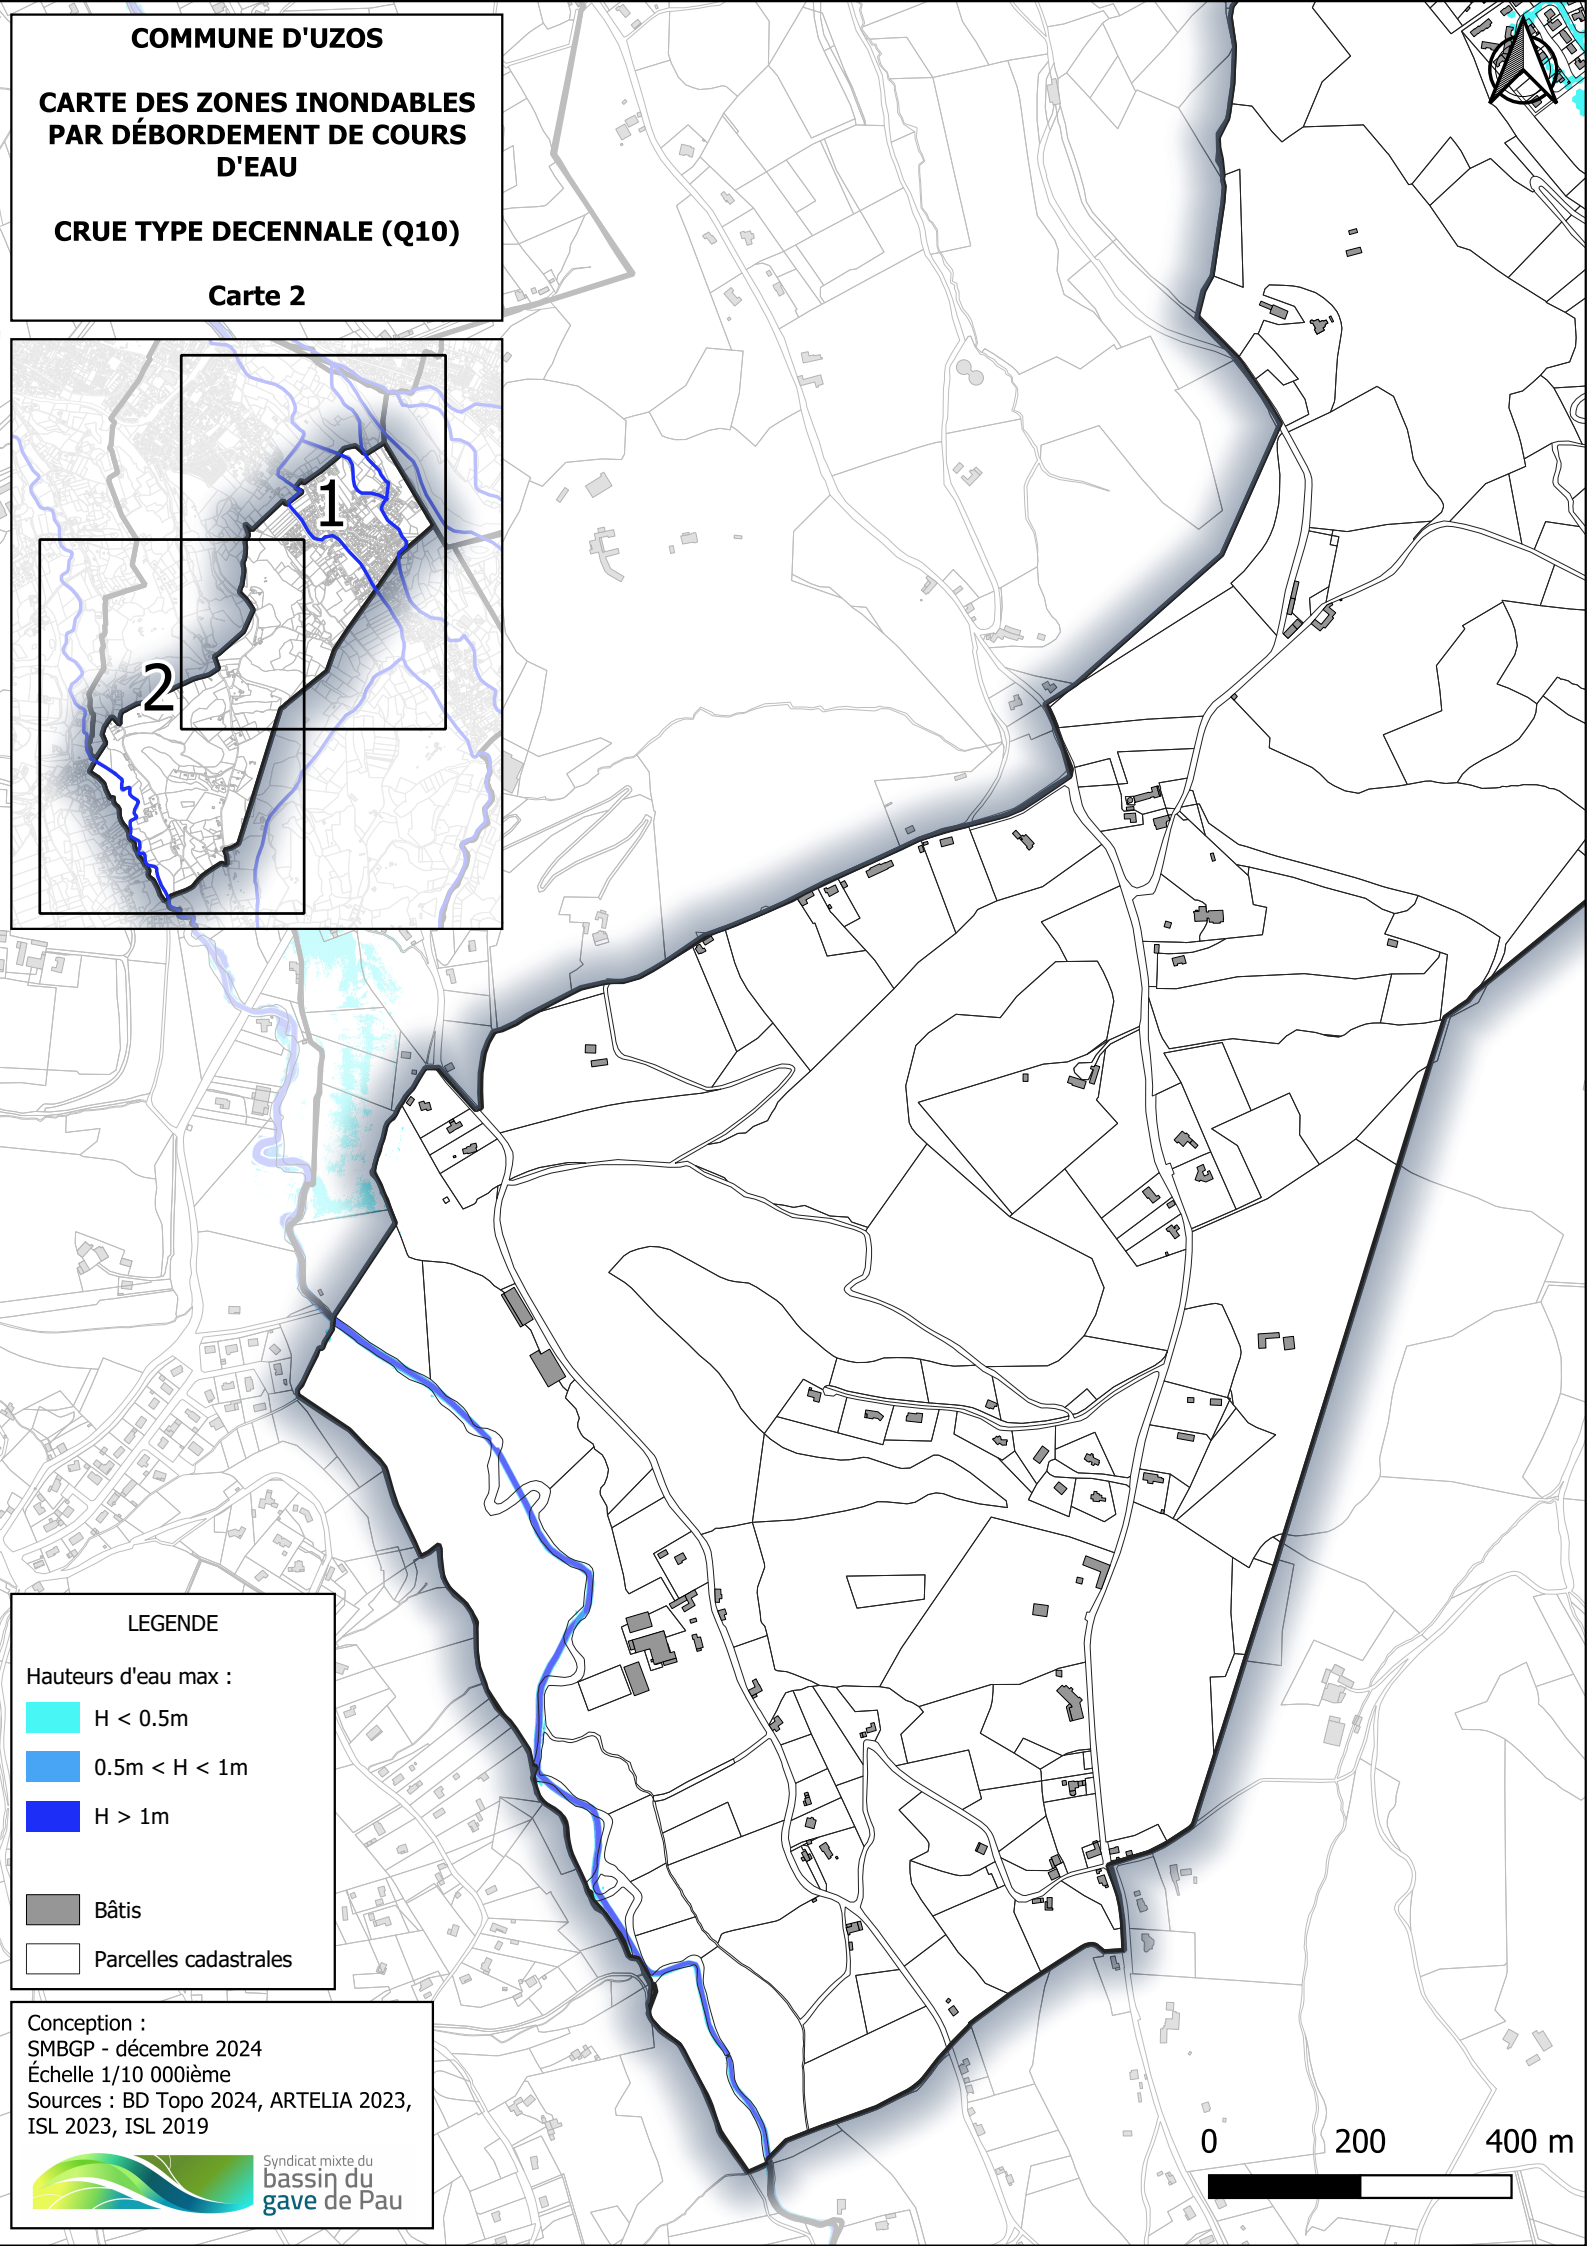 COMMUNE D'UZOS
CARTE DES ZONES INONDABLES
PAR DÉBORDEMENT DE COURS
D'EAU
CRUE TYPE DECENNALE (Q10)
Carte 2
1
2
LEGENDE
Hauteurs d'eau max :
H < 0.5m
0.5m < H < 1m
H > 1m
Bâtis
Parcelles cadastrales
Conception :
SMBGP - décembre 2024
Échelle 1/10 000ième
Sources : BD Topo 2024, ARTELIA 2023,
ISL 2023, ISL 2019
Syndicat mixte du
bassin du
gave de Pau
0 200 400 m